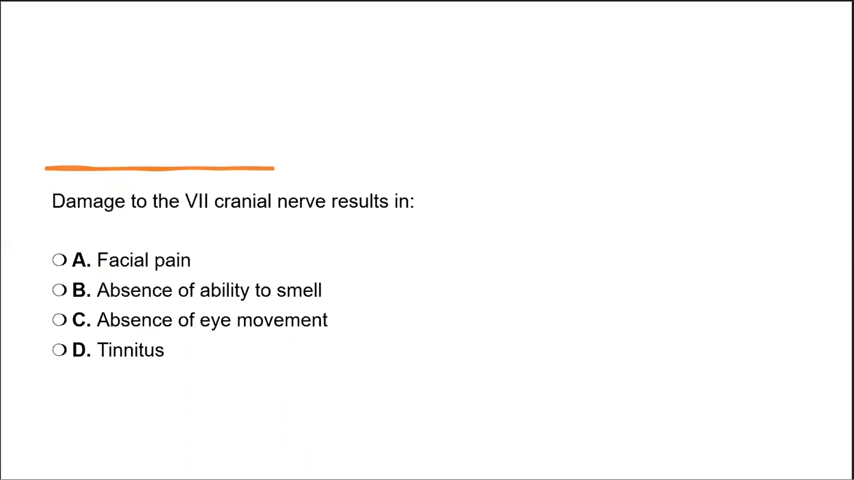 Damage to the VII cranial nerve results in:
A. Facial pain
B. Absence of ability to smell
C. Absence of eye movement
D. Tinnitus